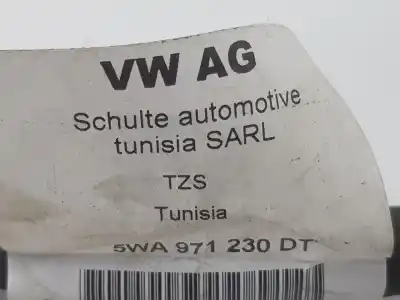 VW AG
Schulte automotive
tunisia SARL
TZS
Tunisia
5WA 971 230 DT